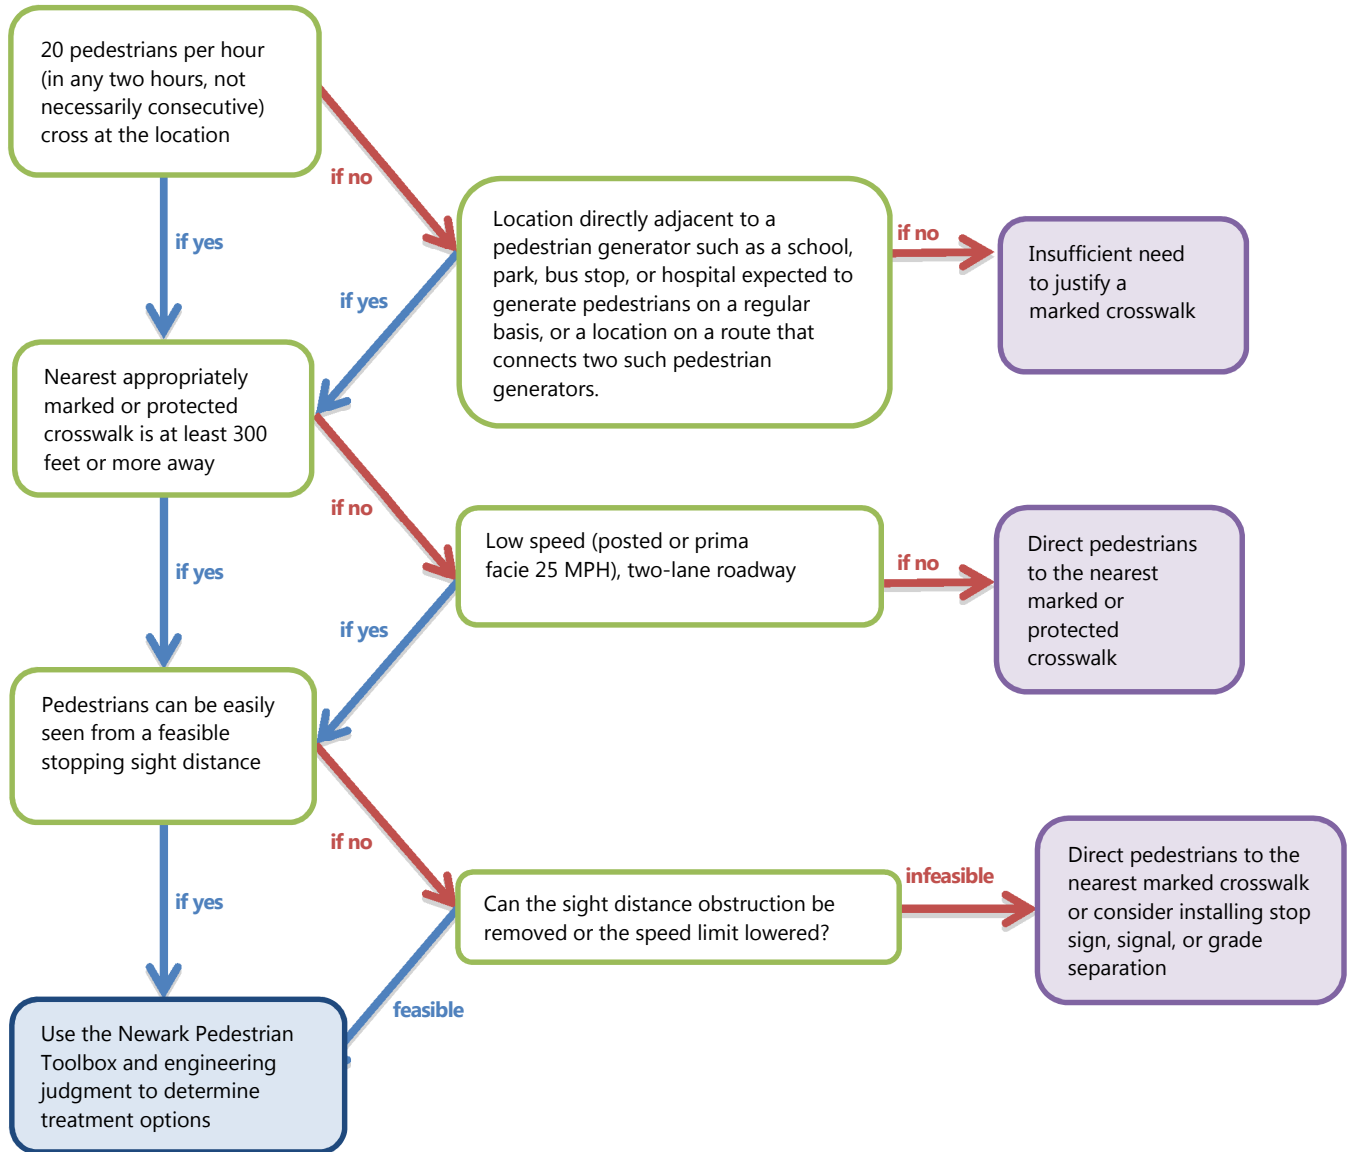 20 pedestrians per hour
(in any two hours, not
necessarily consecutive)
cross at the location
if no
if yes
Location directly adjacent to a
pedestrian generator such as a school,
park, bus stop, or hospital expected to
generate pedestrians on a regular
basis, or a location on a route that
connects two such pedestrian
generators.
if no
Insufficient need
to justify a
marked crosswalk
if yes
Nearest appropriately
marked or protected
crosswalk is at least 300
feet or more away
if no
if yes
Low speed (posted or prima
facie 25 MPH), two-lane roadway
if no
Direct pedestrians
to the nearest
marked or
protected
crosswalk
if yes
Pedestrians can be easily
seen from a feasible
stopping sight distance
if no
if yes
Can the sight distance obstruction be
removed or the speed limit lowered?
infeasible
Direct pedestrians to the
nearest marked crosswalk
or consider installing stop
sign, signal, or grade
separation
feasible
Use the Newark Pedestrian
Toolbox and engineering
judgment to determine
treatment options